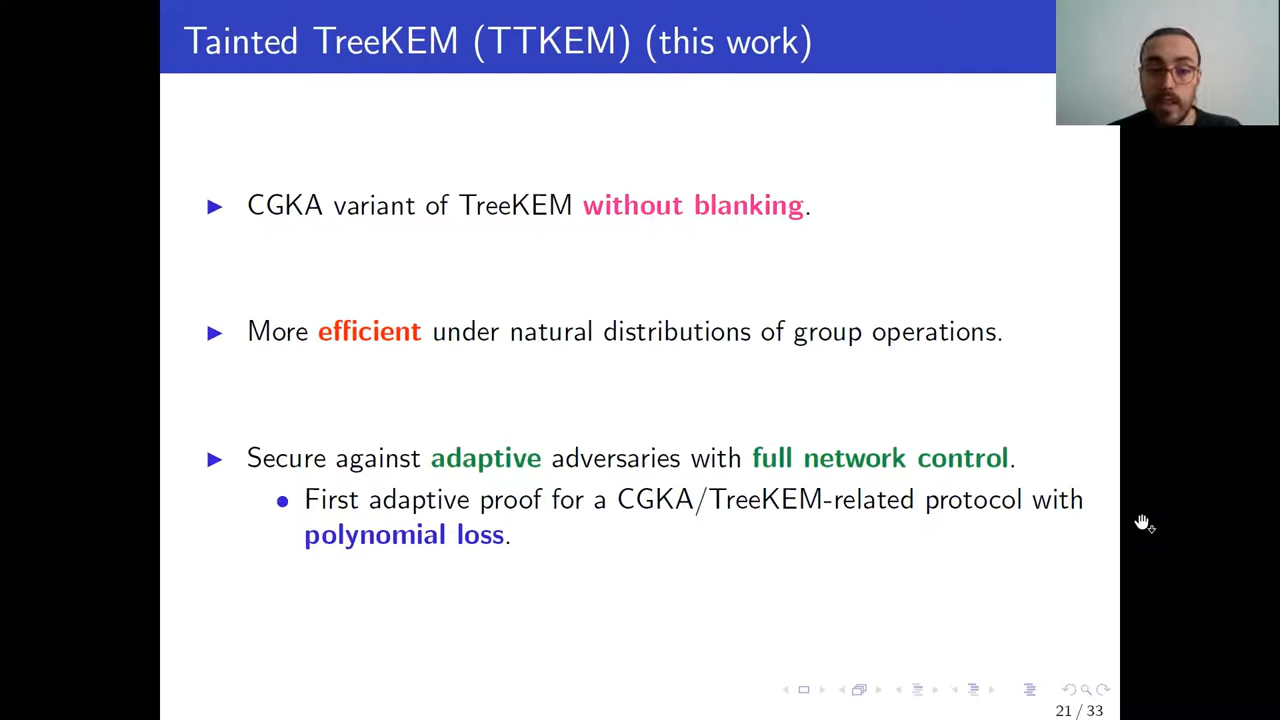 Tainted TreeKEM (TTKEM) (this work)
▶ CGKA variant of TreeKEM without blanking.
▶ More efficient under natural distributions of group operations.
▶ Secure against adaptive adversaries with full network control.
• First adaptive proof for a CGKA/TreeKEM-related protocol with
polynomial loss.
21 / 33